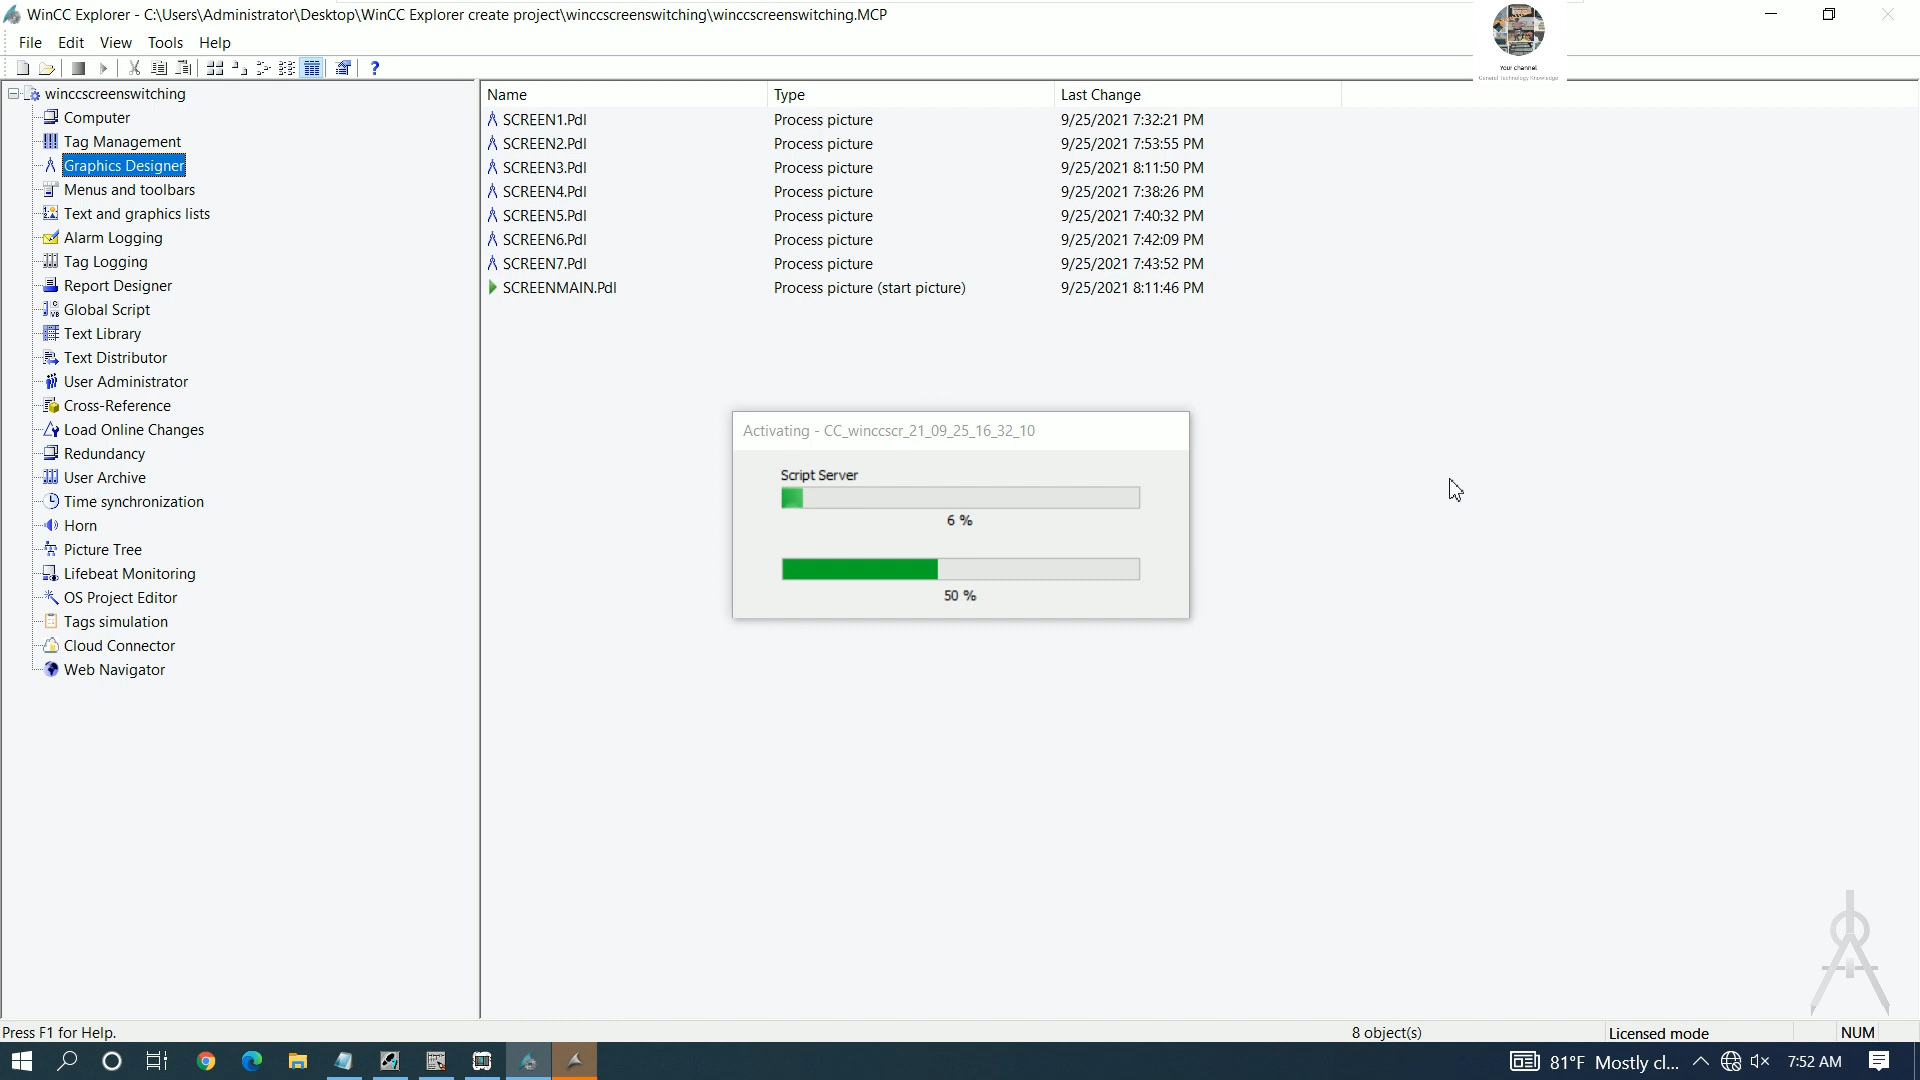 WinCC Explorer - C:\Users\Administrator\Desktop\WinCC Explorer create project\winccscreenswitching\winccscreenswitching.MCP
File Edit View Tools Help
Your channel
General Technology Knowledge
winccscreenswitching
Computer
Tag Management
Graphics Designer
Menus and toolbars
Text and graphics lists
Alarm Logging
Tag Logging
Report Designer
Global Script
Text Library
Text Distributor
User Administrator
Cross-Reference
Load Online Changes
Redundancy
User Archive
Time synchronization
Horn
Picture Tree
Lifebeat Monitoring
OS Project Editor
Tags simulation
Cloud Connector
Web Navigator
Name Type Last Change
SCREEN1.Pdl Process picture 9/25/2021 7:32:21 PM
SCREEN2.Pdl Process picture 9/25/2021 7:53:55 PM
SCREEN3.Pdl Process picture 9/25/2021 8:11:50 PM
SCREEN4.Pdl Process picture 9/25/2021 7:38:26 PM
SCREEN5.Pdl Process picture 9/25/2021 7:40:32 PM
SCREEN6.Pdl Process picture 9/25/2021 7:42:09 PM
SCREEN7.Pdl Process picture 9/25/2021 7:43:52 PM
SCREENMAIN.Pdl Process picture (start picture) 9/25/2021 8:11:46 PM
Activating - CC_winccscr_21_09_25_16_32_10
Script Server
6 %
50 %
Press F1 for Help. 8 object(s) Licensed mode NUM
81°F Mostly cl... 7:52 AM